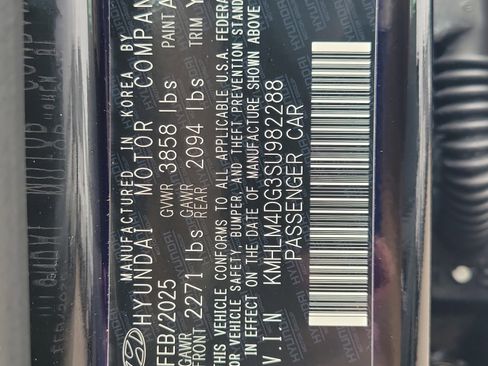 MANUFACTURED IN KOREA BY
HYUNDAI MOTOR COMPANY
FEB/2025 GVWR 3858 lbs PAINT A
GAWR FRONT 2271 lbs GAWR REAR 2094 lbs TRIM Y
THIS VEHICLE CONFORMS TO ALL APPLICABLE U.S.A. FEDERAL
MOTOR VEHICLE SAFETY, BUMPER, AND THEFT PREVENTION STANDARDS
IN EFFECT ON THE DATE OF MANUFACTURE SHOWN ABOVE
V.I.N KMHLM4DG3SU982288
PASSENGER CAR